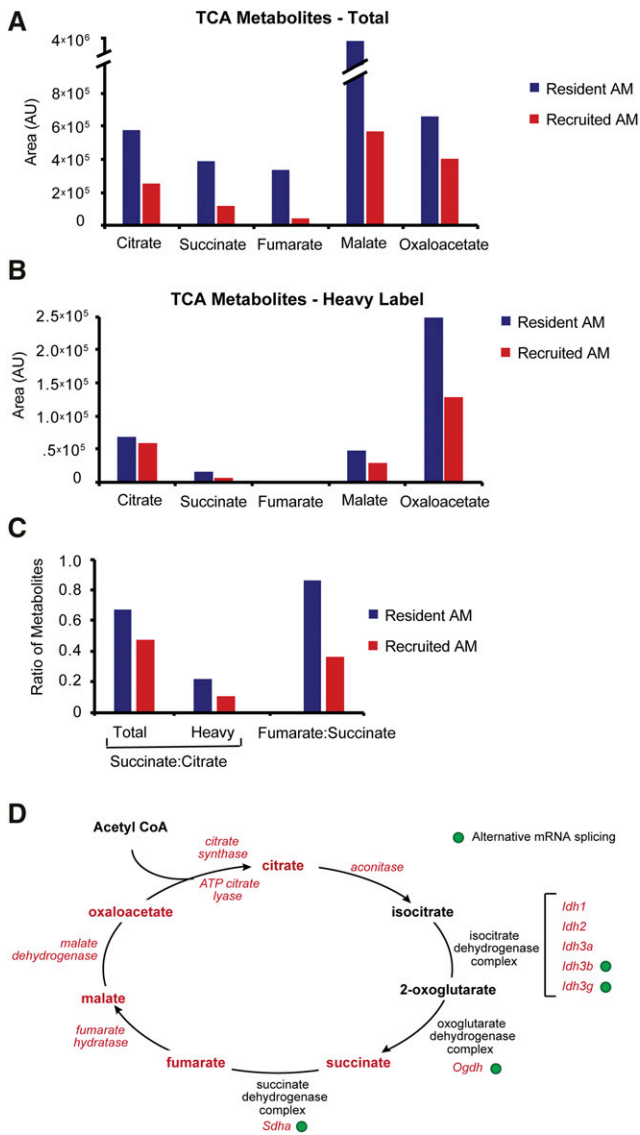 A
TCA Metabolites - Total
4×10⁶
8×10⁵
6×10⁵
4×10⁵
2×10⁵
0
Area (AU)
Resident AM
Recruited AM
Citrate Succinate Fumarate Malate Oxaloacetate
B
TCA Metabolites - Heavy Label
2.5×10⁵
2.0×10⁵
1.5×10⁵
1.0×10⁵
.5×10⁵
0
Area (AU)
Resident AM
Recruited AM
Citrate Succinate Fumarate Malate Oxaloacetate
C
1.0
0.8
0.6
0.4
0.2
0
Ratio of Metabolites
Resident AM
Recruited AM
Total Heavy Fumarate:Succinate
Succinate:Citrate
D
Acetyl CoA
Alternative mRNA splicing
citrate
synthase
ATP citrate
lyase
citrate
aconitase
isocitrate
isocitrate
dehydrogenase
complex
Idh1
Idh2
Idh3a
Idh3b
Idh3g
2-oxoglutarate
oxoglutarate
dehydrogenase
complex
Ogdh
succinate
succinate
dehydrogenase
complex
Sdha
fumarate
fumarate
hydratase
malate
malate
dehydrogenase
oxaloacetate